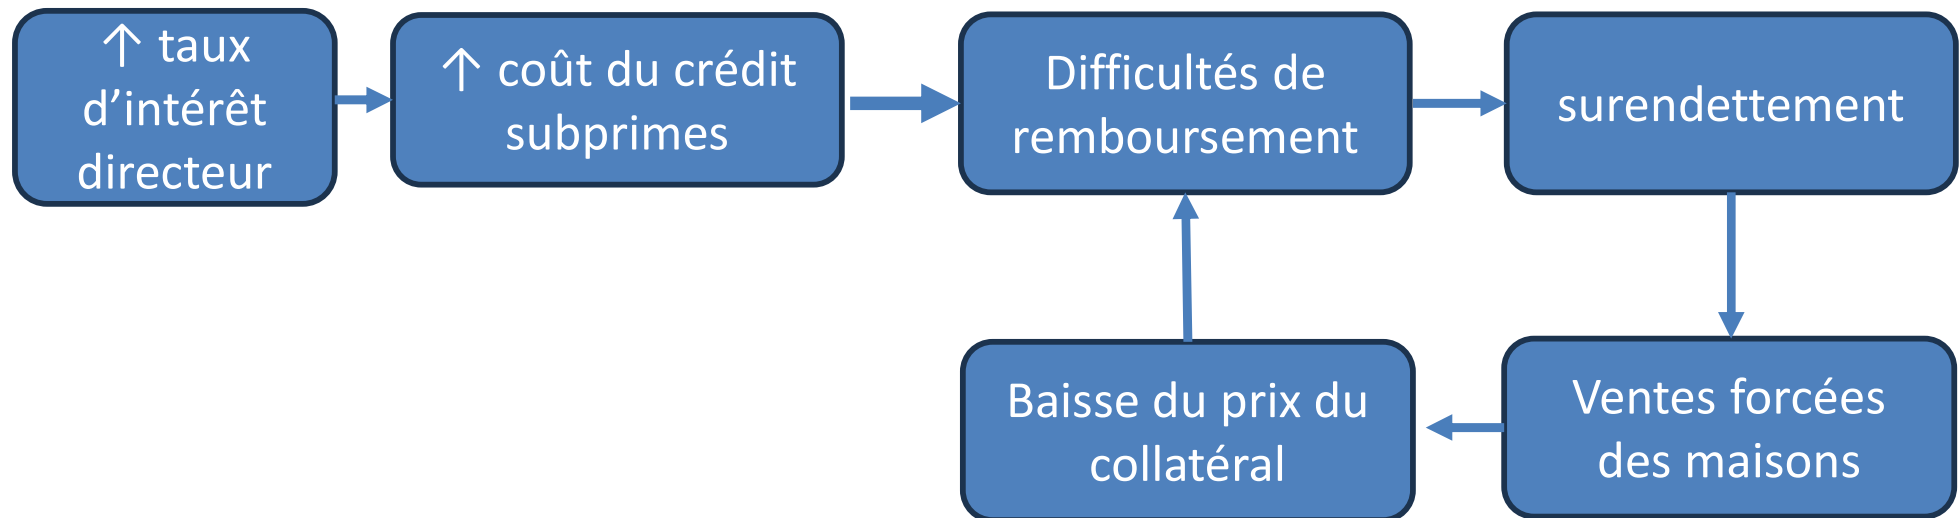 ↑ taux
d’intérêt
directeur
↑ coût du crédit
subprimes
Difficultés de
remboursement
surendettement
Baisse du prix du
collatéral
Ventes forcées
des maisons